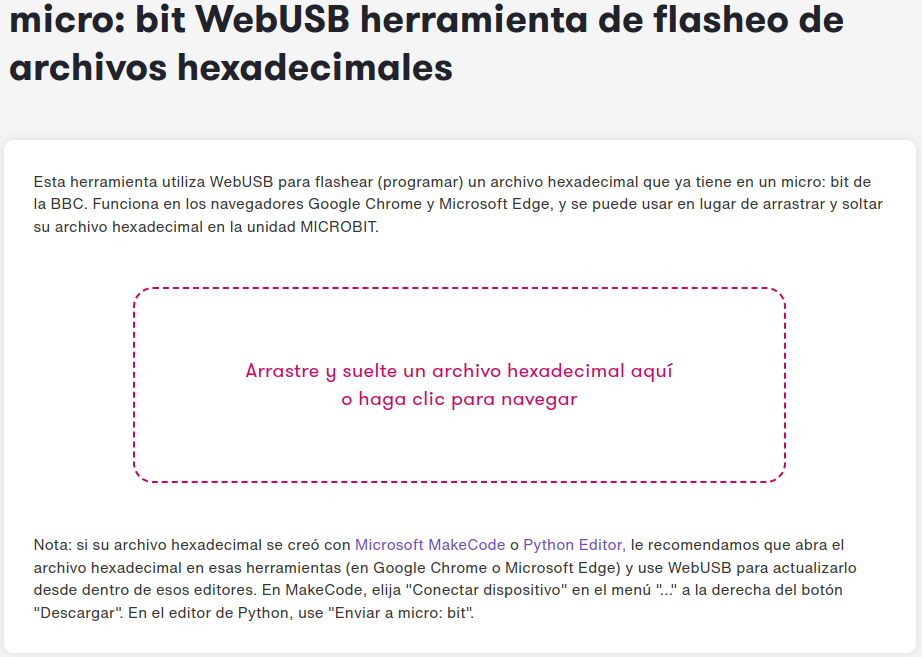 micro: bit WebUSB herramienta de flasheo de
archivos hexadecimales
Esta herramienta utiliza WebUSB para flashear (programar) un archivo hexadecimal que ya tiene en un micro: bit de
la BBC. Funciona en los navegadores Google Chrome y Microsoft Edge, y se puede usar en lugar de arrastrar y soltar
su archivo hexadecimal en la unidad MICROBIT.
Arrastre y suelte un archivo hexadecimal aquí
o haga clic para navegar
Nota: si su archivo hexadecimal se creó con Microsoft MakeCode o Python Editor, le recomendamos que abra el
archivo hexadecimal en esas herramientas (en Google Chrome o Microsoft Edge) y use WebUSB para actualizarlo
desde dentro de esos editores. En MakeCode, elija "Conectar dispositivo" en el menú "..." a la derecha del botón
"Descargar". En el editor de Python, use "Enviar a micro: bit".